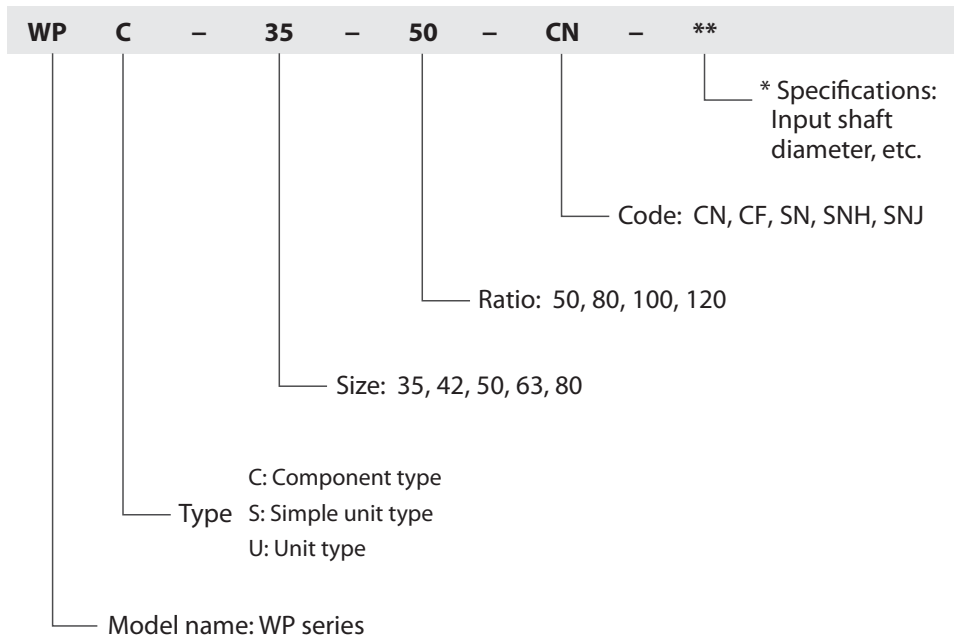 WP C – 35 – 50 – CN – **
* Specifications:
Input shaft
diameter, etc.
Code: CN, CF, SN, SNH, SNJ
Ratio: 50, 80, 100, 120
Size: 35, 42, 50, 63, 80
C: Component type
Type S: Simple unit type
U: Unit type
Model name: WP series